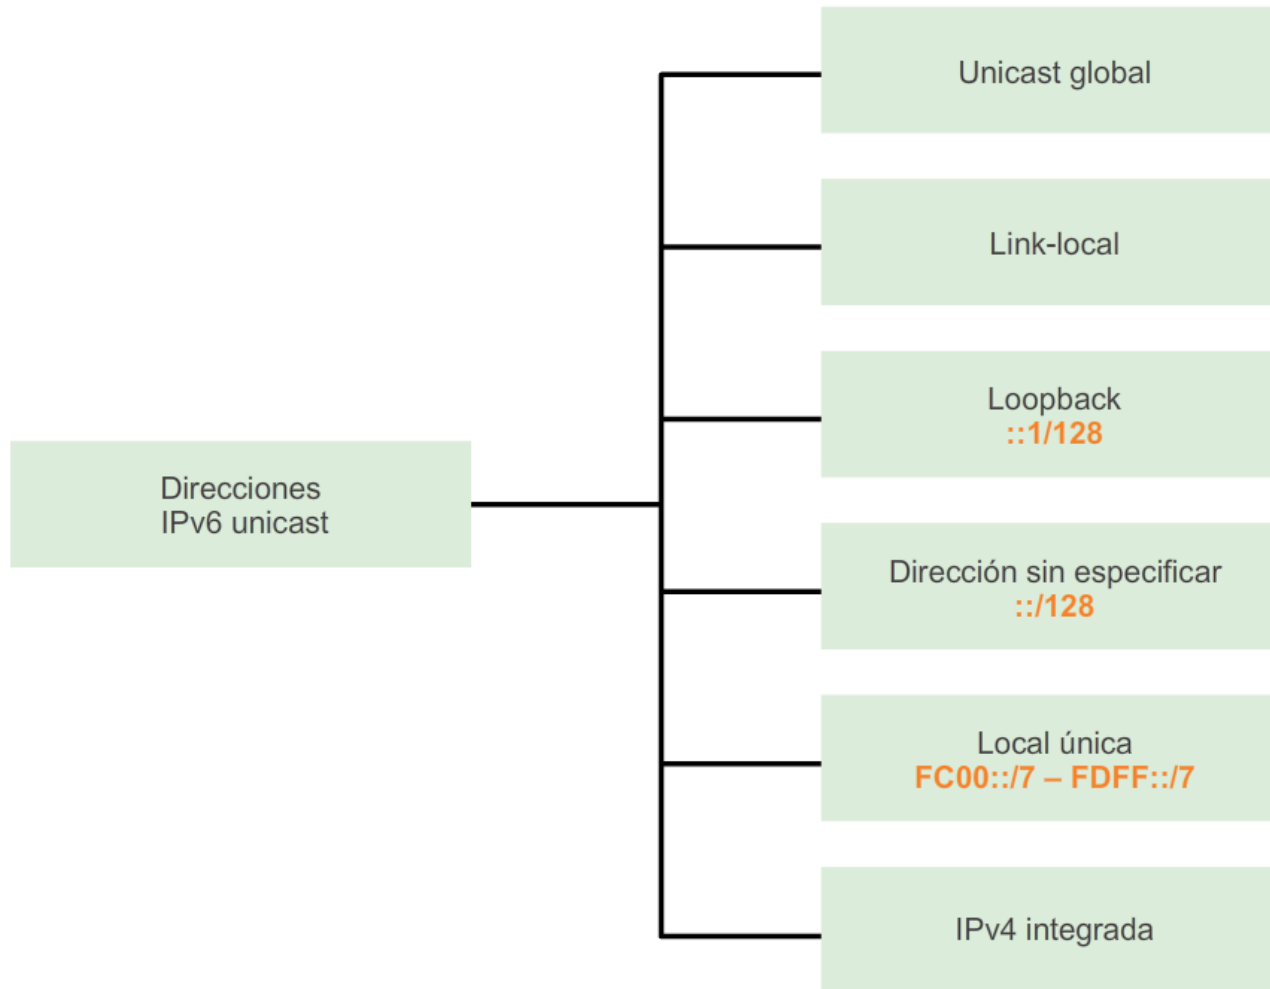 Unicast global
Link-local
Loopback
::1/128
Direcciones
IPv6 unicast
Dirección sin especificar
::/128
Local única
FC00::/7 – FDFF::/7
IPv4 integrada